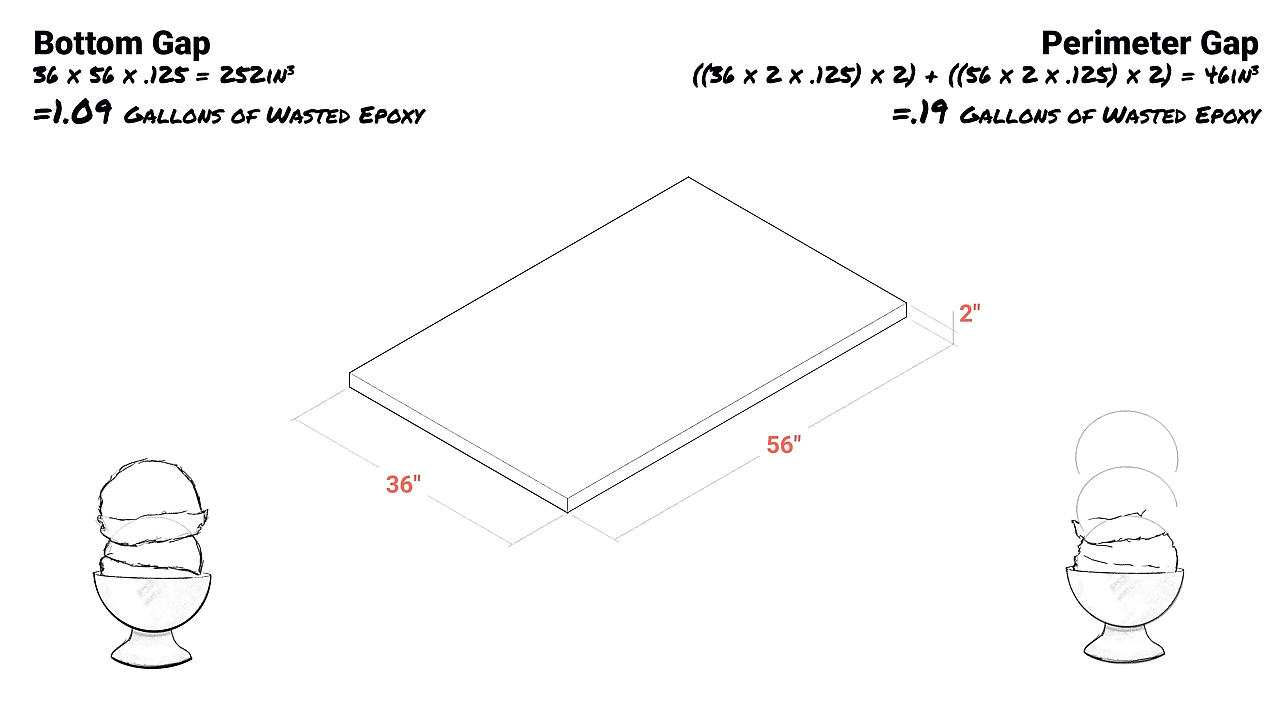 Bottom Gap
36 x 56 x .125 = 252in³
=1.09 Gallons of Wasted Epoxy
Perimeter Gap
((36 x 2 x .125) x 2) + ((56 x 2 x .125) x 2) = 46in³
=.19 Gallons of Wasted Epoxy
2"
56"
36"